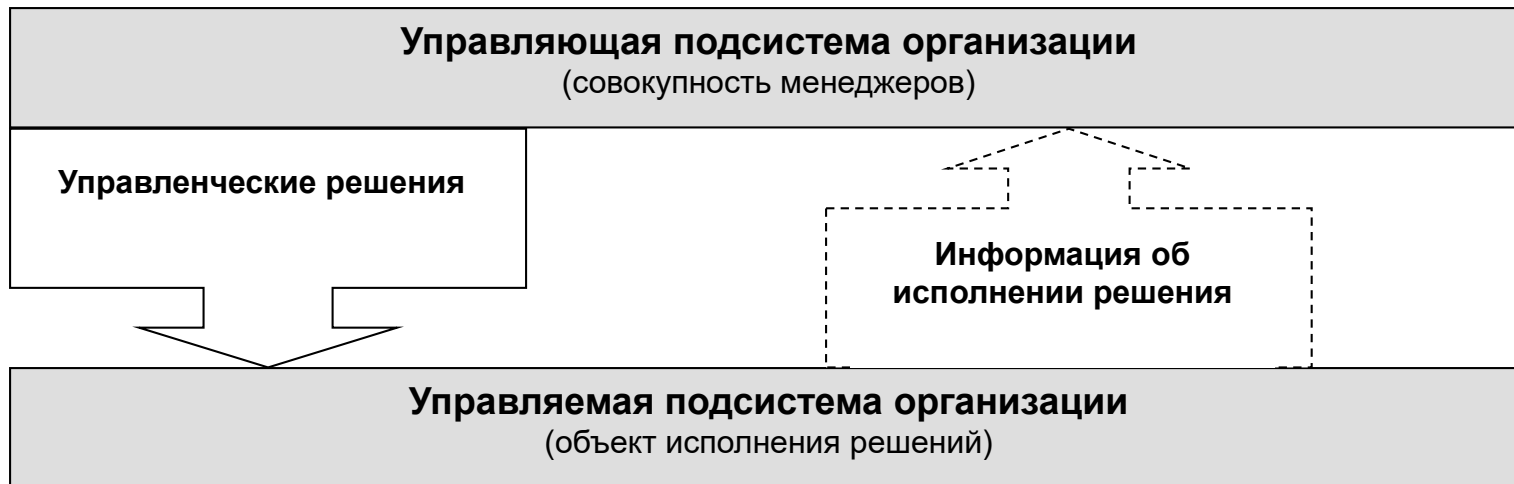 Управляющая подсистема организации
(совокупность менеджеров)
Управленческие решения
Информация об
исполнении решения
Управляемая подсистема организации
(объект исполнения решений)